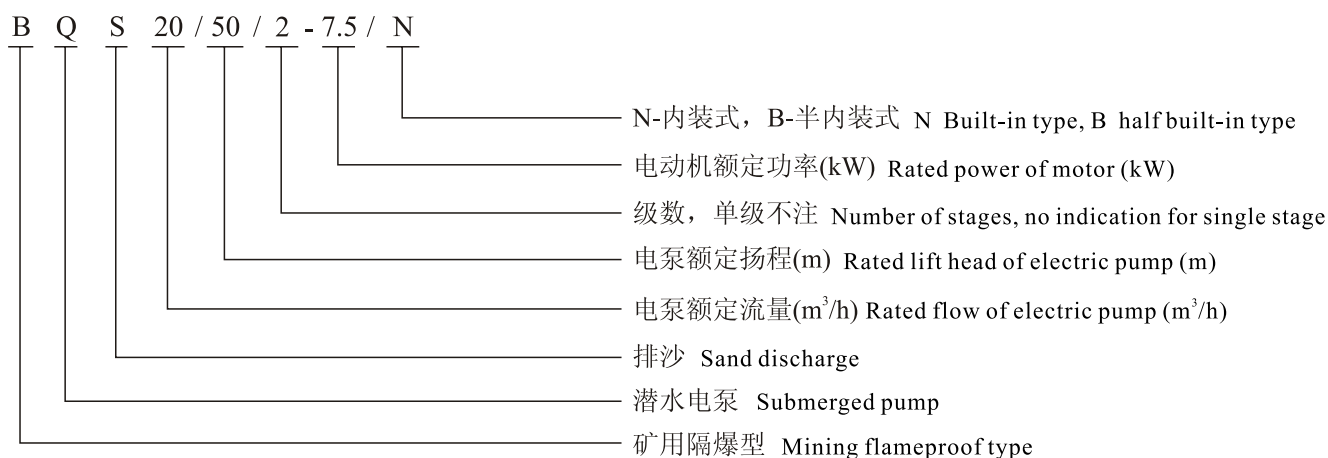 B Q S 20 / 50 / 2 - 7.5 / N
N-内装式，B-半内装式 N Built-in type, B half built-in type
电动机额定功率(kW) Rated power of motor (kW)
级数，单级不注 Number of stages, no indication for single stage
电泵额定扬程(m) Rated lift head of electric pump (m)
电泵额定流量(m³/h) Rated flow of electric pump (m³/h)
排沙 Sand discharge
潜水电泵 Submerged pump
矿用隔爆型 Mining flameproof type